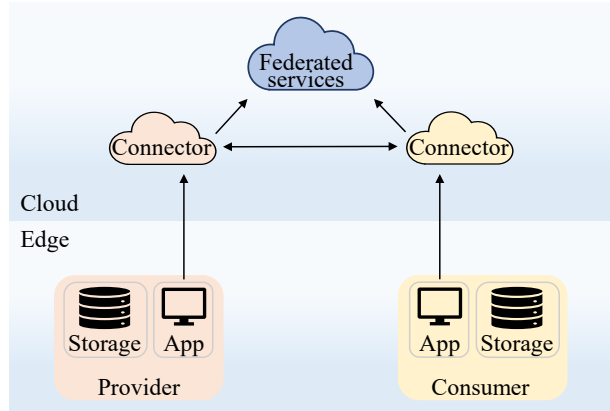 Federated
services
Connector
Connector
Cloud
Edge
Storage
App
App
Storage
Provider
Consumer